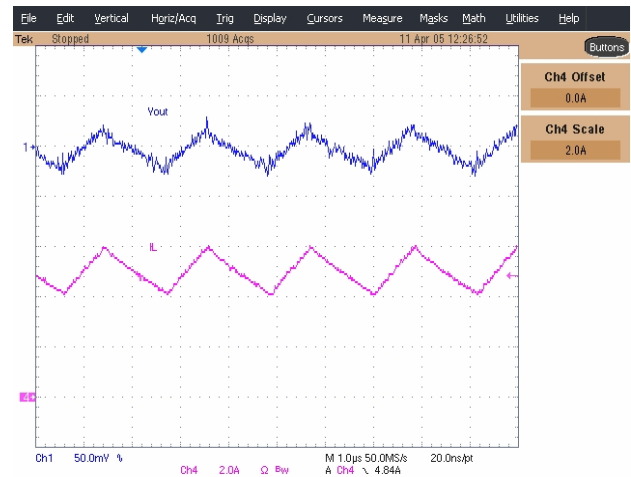 File Edit Vertical Horiz/Acq Trig Display Cursors Measure Masks Math Utilities Help
Tek Stopped 1009 Acqs 11 Apr 05 12:26:52
Buttons
Ch4 Offset
0.0A
Ch4 Scale
2.0A
Vout
1
IL
4
Ch1 50.0mV M 1.0µs 50.0MS/s 20.0ns/pt
Ch4 2.0A Ω BW A Ch4 4.84A